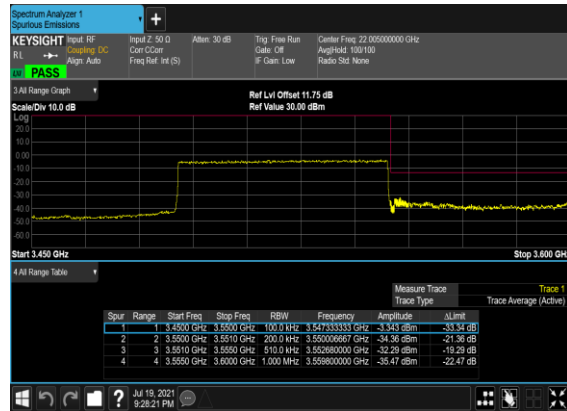 Spectrum Analyzer 1
Spurious Emissions
+
KEYSIGHT Input: RF Input Z: 50 Ω Atten: 30 dB Trig: Free Run Center Freq: 22.005000000 GHz
RL Coupling: DC Corr CCorr Gate: Off Avg|Hold: 100/100
Align: Auto Freq Ref: Int (S) IF Gain: Low Radio Std: None
PASS
3 All Range Graph Ref Lvl Offset 11.75 dB
Scale/Div 10.0 dB Ref Value 30.00 dBm
Log
20.0
10.0
0.00
-10.0
-20.0
-30.0
-40.0
-50.0
-60.0
Start 3.450 GHz Stop 3.600 GH
4 All Range Table
Measure Trace Trace 1
Trace Type Trace Average (Active)
Spur Range Start Freq Stop Freq RBW Frequency Amplitude ΔLimit
1 1 3.4500 GHz 3.5500 GHz 100.0 kHz 3.547333333 GHz -3.343 dBm -33.34 dB
2 2 3.5500 GHz 3.5510 GHz 200.0 kHz 3.550006667 GHz -34.36 dBm -21.36 dB
3 3 3.5510 GHz 3.5550 GHz 510.0 kHz 3.552680000 GHz -32.29 dBm -19.29 dB
4 4 3.5550 GHz 3.6000 GHz 1.000 MHz 3.559800000 GHz -35.47 dBm -22.47 dB
? Jul 19, 2021
9:28:21 PM